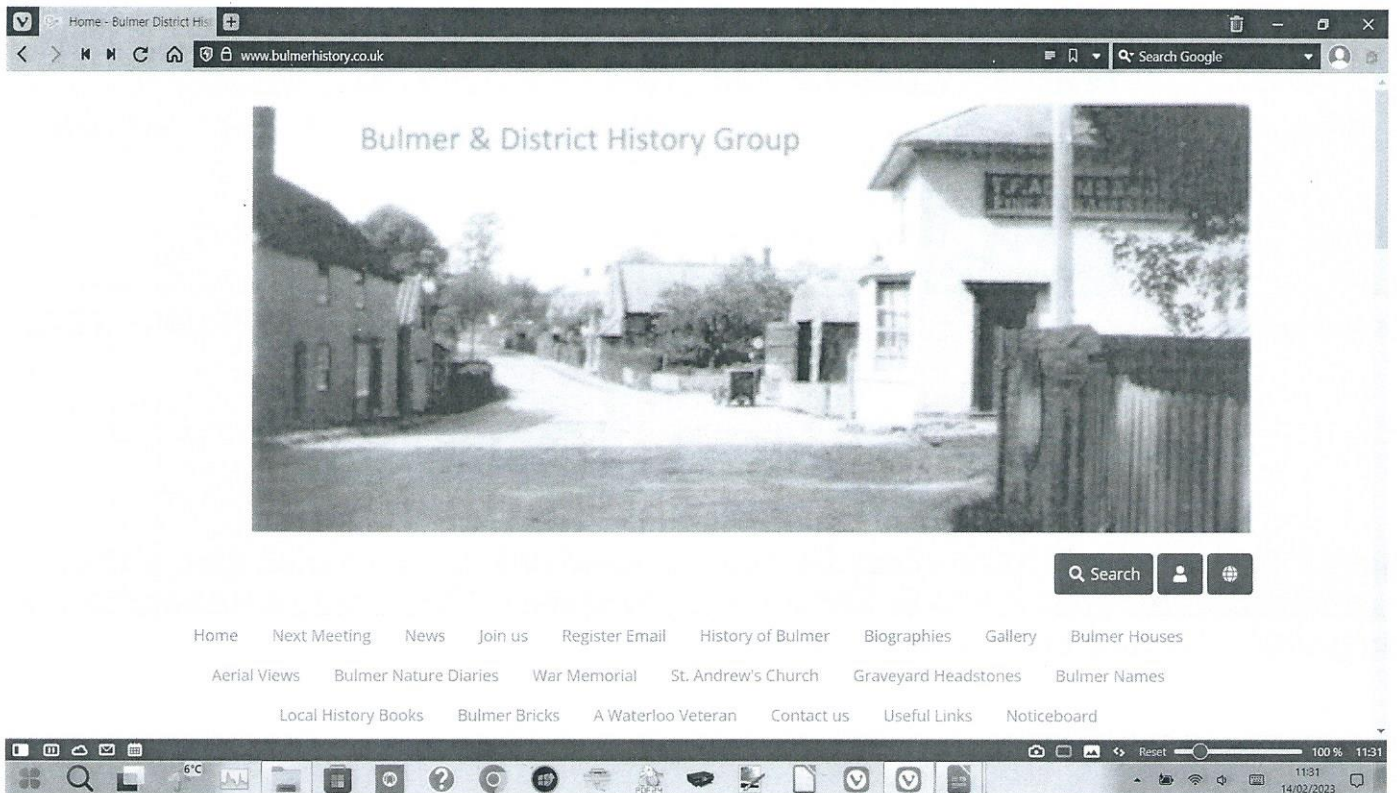 Home - Bulmer District His
www.bulmerhistory.co.uk
Search Google
Bulmer & District History Group
Search
Home Next Meeting News Join us Register Email History of Bulmer Biographies Gallery Bulmer Houses
Aerial Views Bulmer Nature Diaries War Memorial St. Andrew's Church Graveyard Headstones Bulmer Names
Local History Books Bulmer Bricks A Waterloo Veteran Contact us Useful Links Noticeboard
Reset 100 % 11:31
6°C
PDF24
11:31
14/02/2023